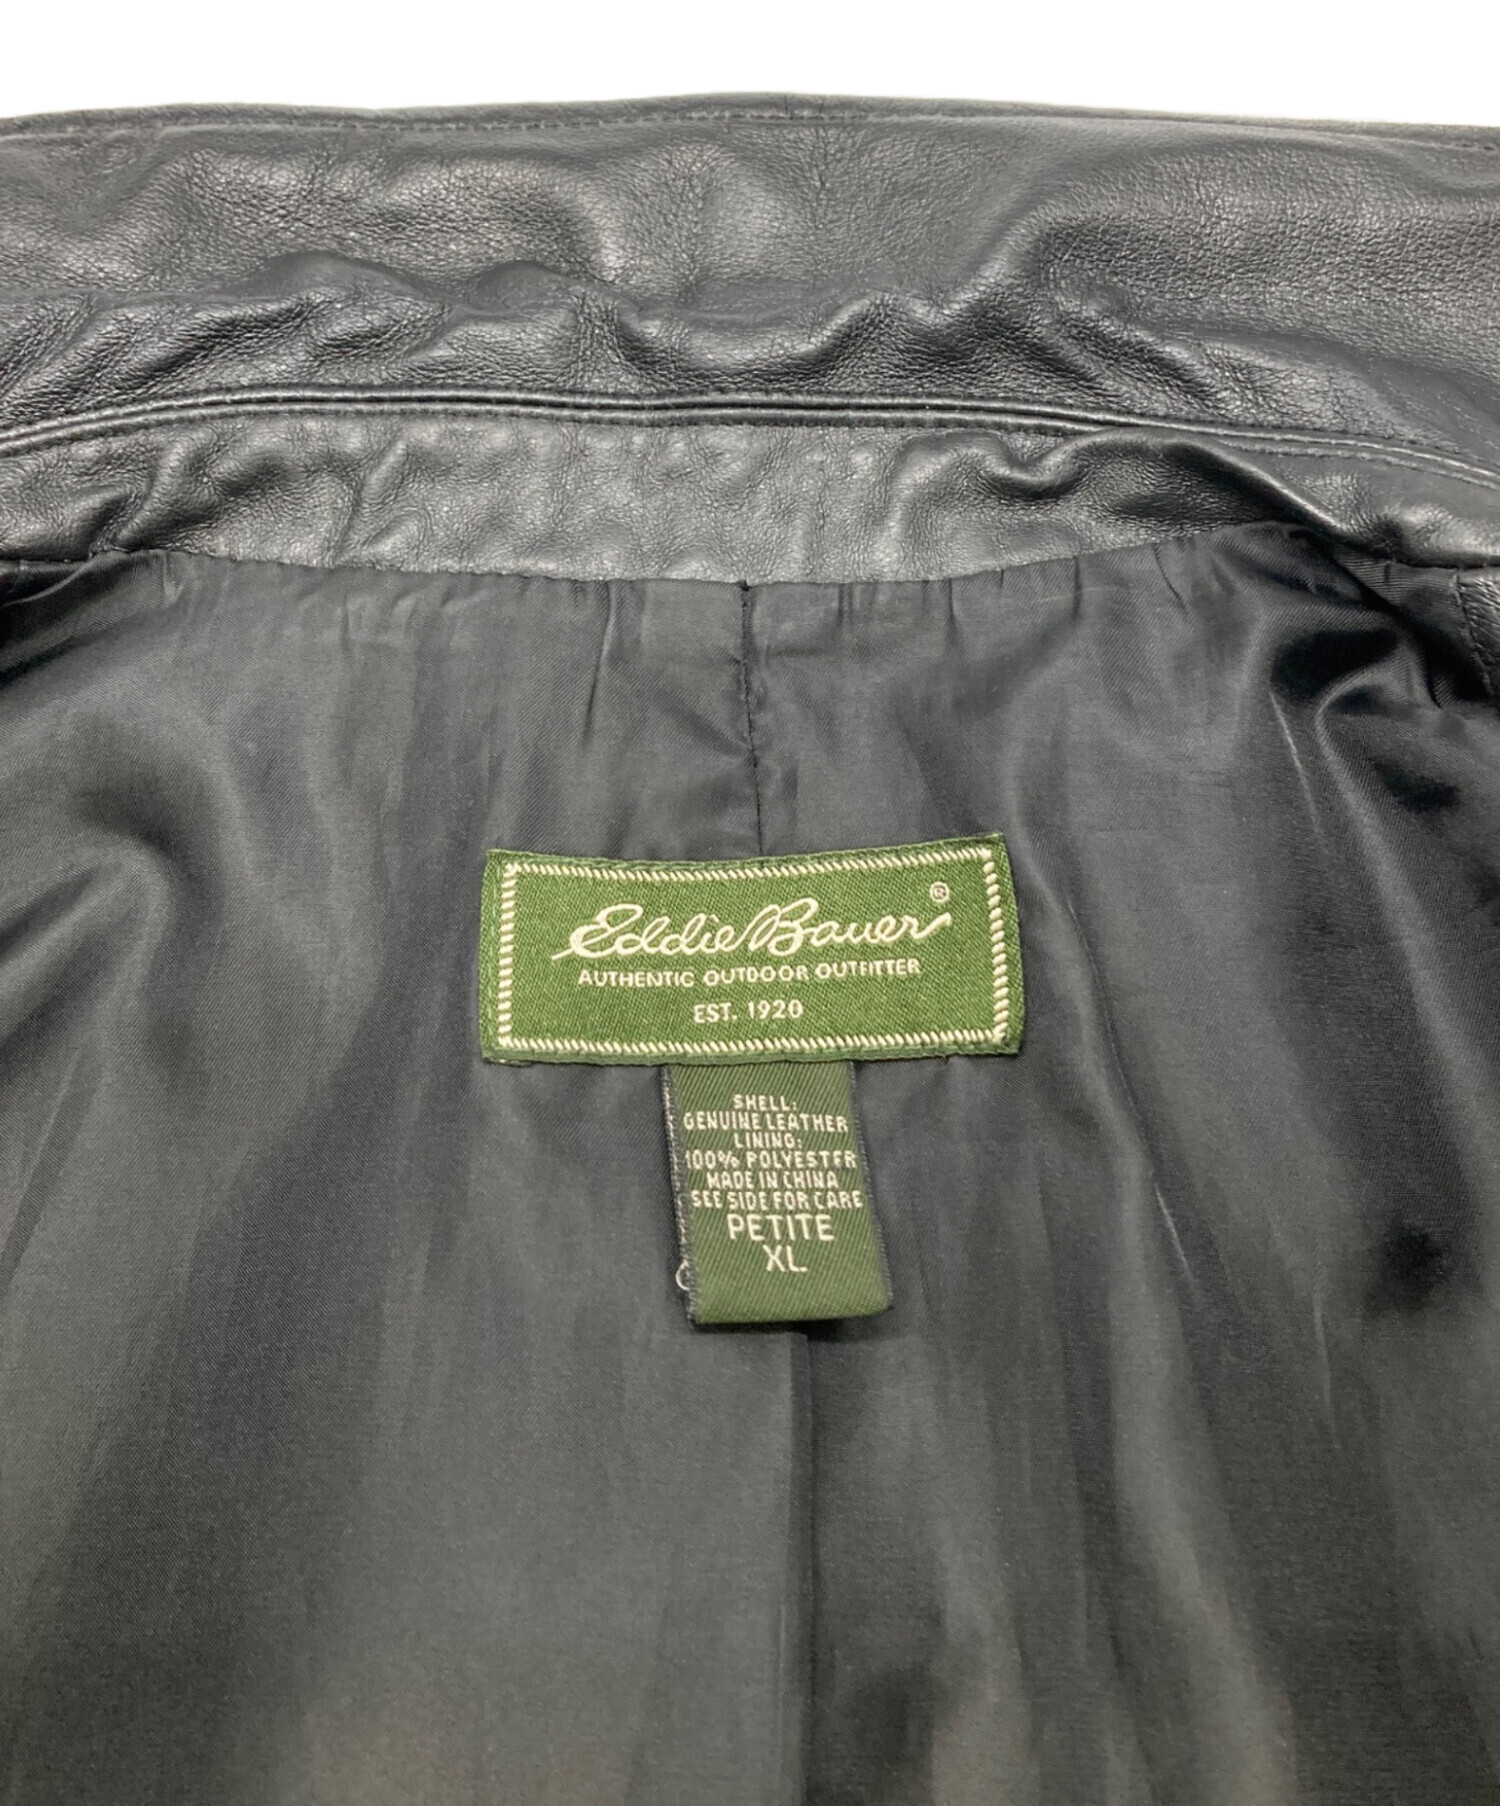 Eddie Bauer®
AUTHENTIC OUTDOOR OUTFITTER
EST. 1920
SHELL:
GENUINE LEATHER
LINING:
100% POLYESTER
MADE IN CHINA
SEE SIDE FOR CARE
PETITE
XL